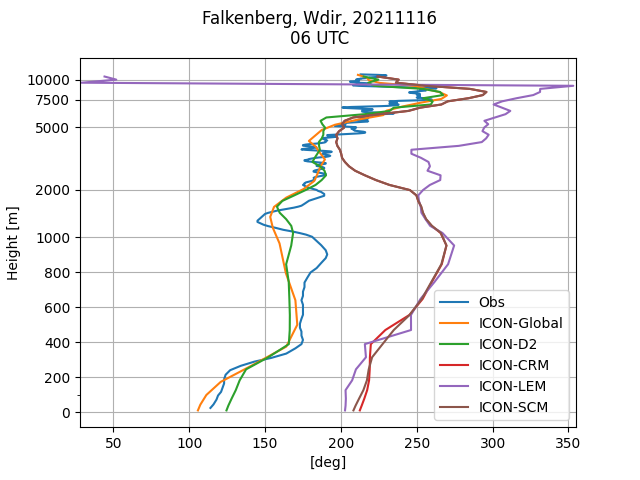 Falkenberg, Wdir, 20211116
06 UTC
10000
7500
5000
2000
1000
800
600
400
200
0
Height [m]
50
100
150
200
250
300
350
[deg]
Obs
ICON-Global
ICON-D2
ICON-CRM
ICON-LEM
ICON-SCM